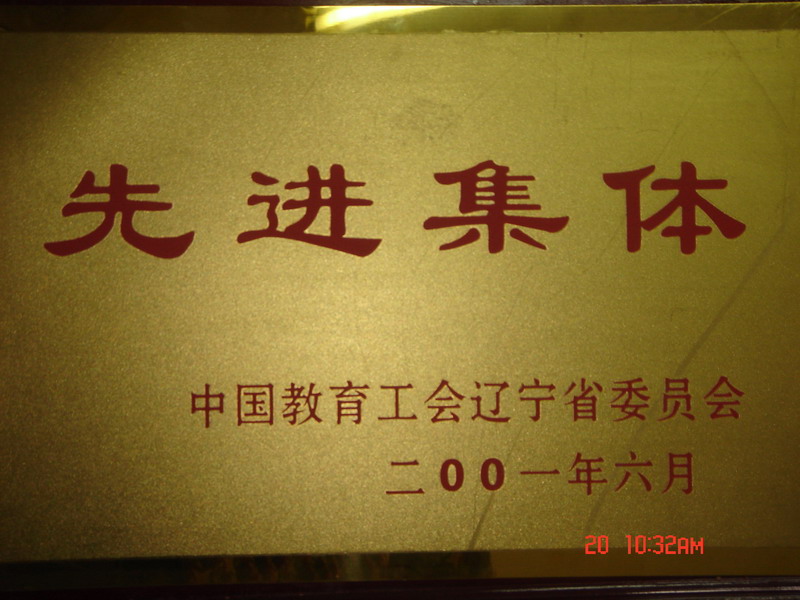 先进集体
中国教育工会辽宁省委员会
二00一年六月
20 10:32AM